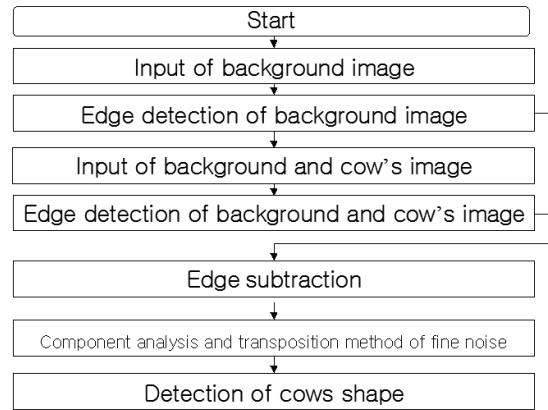 Start
Input of background image
Edge detection of background image
Input of background and cow's image
Edge detection of background and cow's image
Edge subtraction
Component analysis and transposition method of fine noise
Detection of cows shape